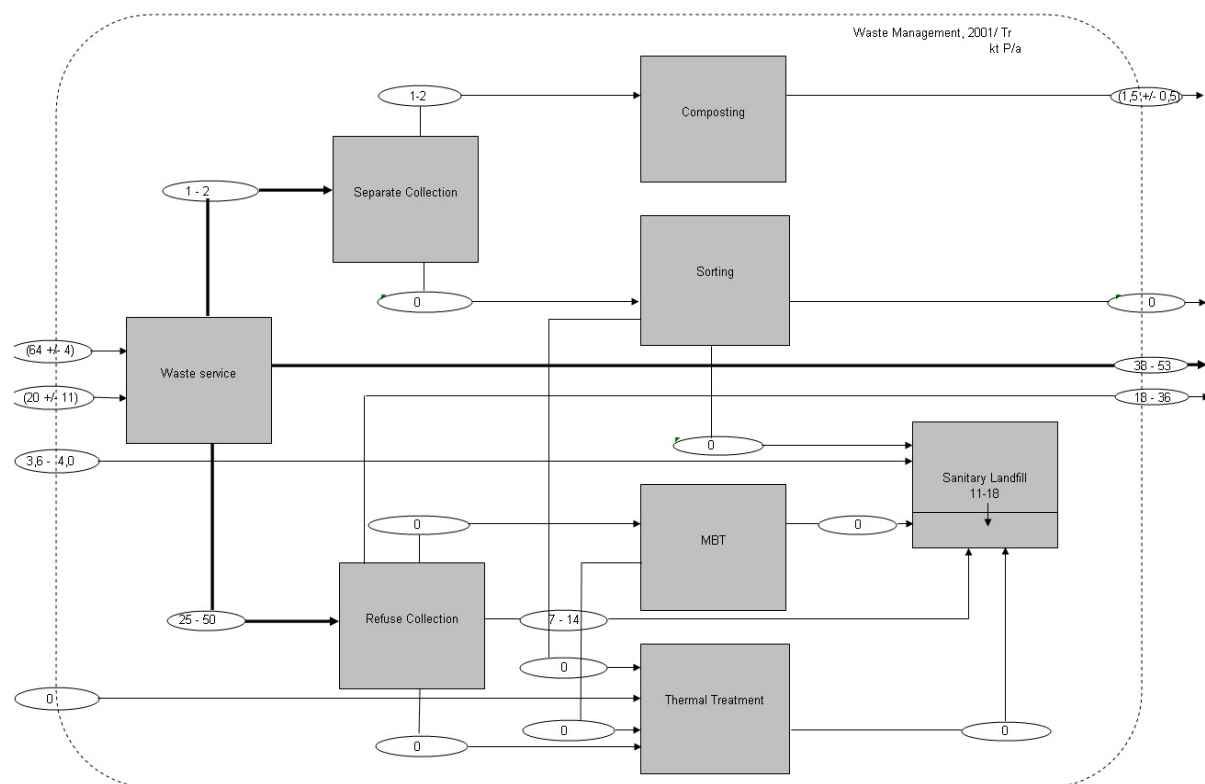 Waste Management, 2001/ Tr
kt P/a
1-2
Composting
(1,5 +/- 0,5)
1 - 2
Separate Collection
Sorting
0
0
(64 +/- 4)
Waste service
38 - 53
(20 +/- 11)
18 - 36
0
3,6 - 4,0
Sanitary Landfill
11-18
0
MBT
0
25 - 50
Refuse Collection
7 - 14
0
0
Thermal Treatment
0
0
0